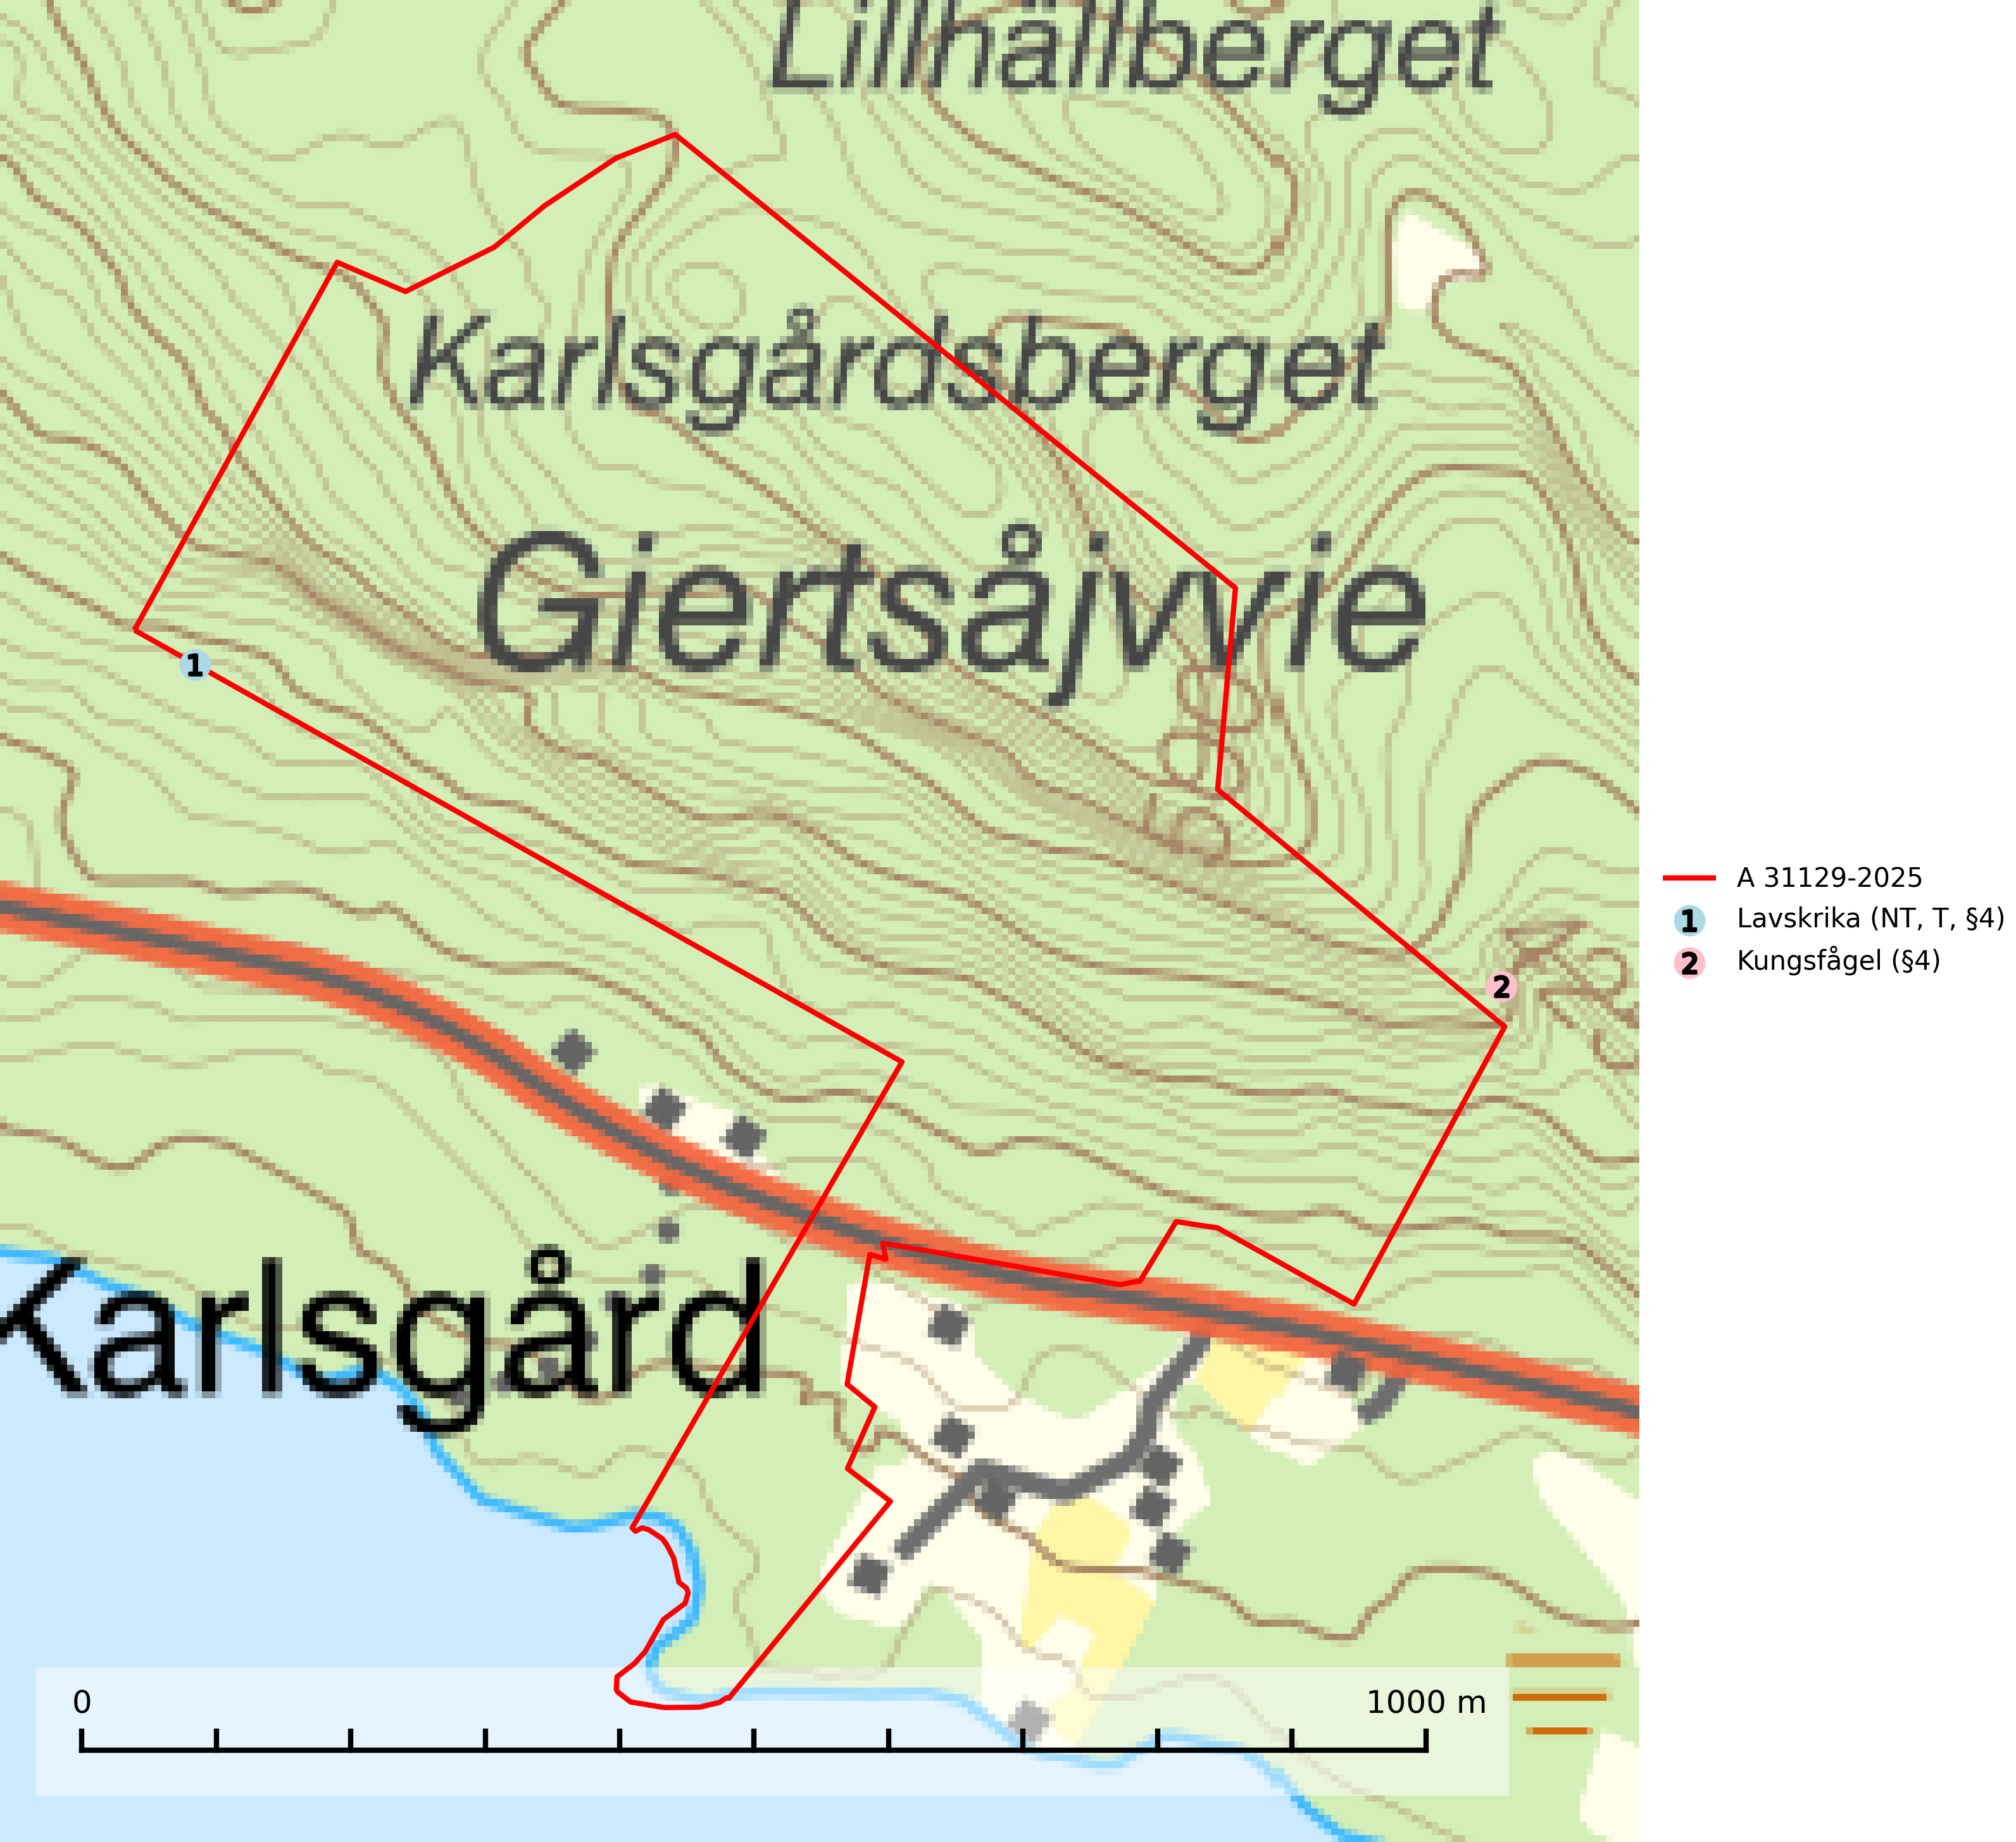 Lillhällberget
Karlsgårdsberget
Giertsåjvvie
1
2
Karlsgård
0
1000 m
A 31129-2025
1 Lavskrika (NT, T, §4)
2 Kungsfågel (§4)